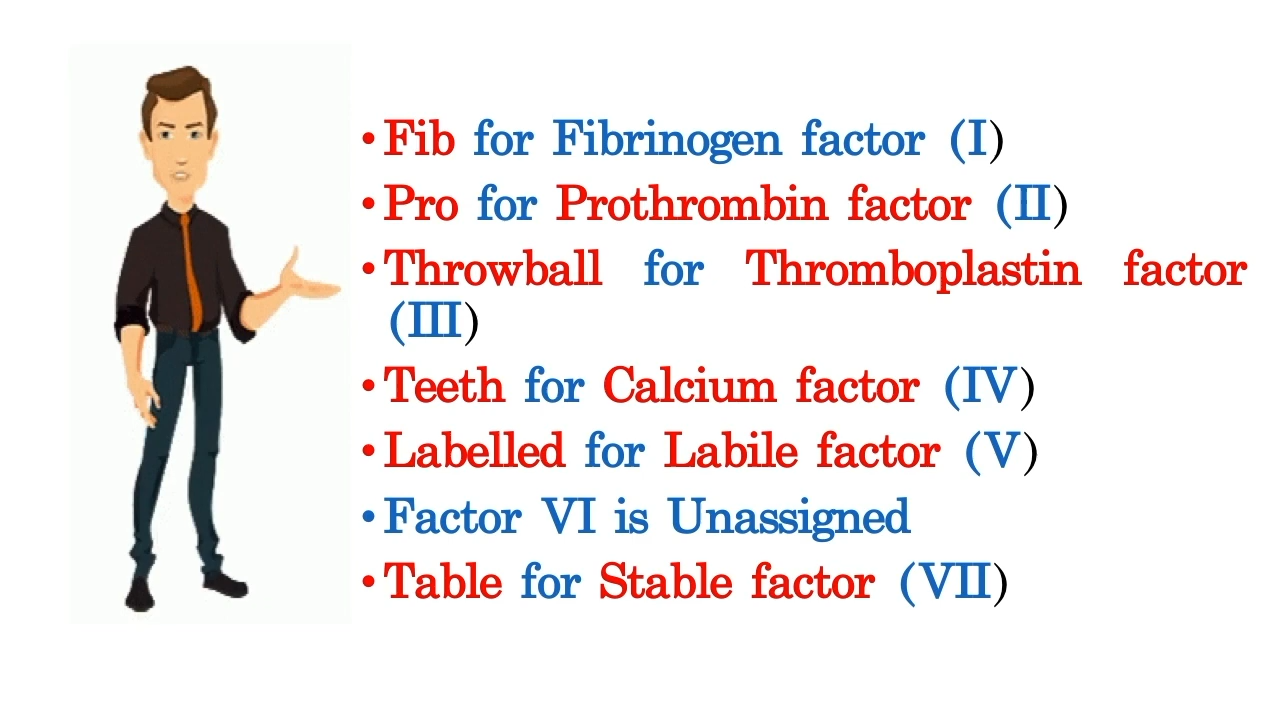 • Fib for Fibrinogen factor (I)
• Pro for Prothrombin factor (II)
• Throwball for Thromboplastin factor
(III)
• Teeth for Calcium factor (IV)
• Labelled for Labile factor (V)
• Factor VI is Unassigned
• Table for Stable factor (VII)